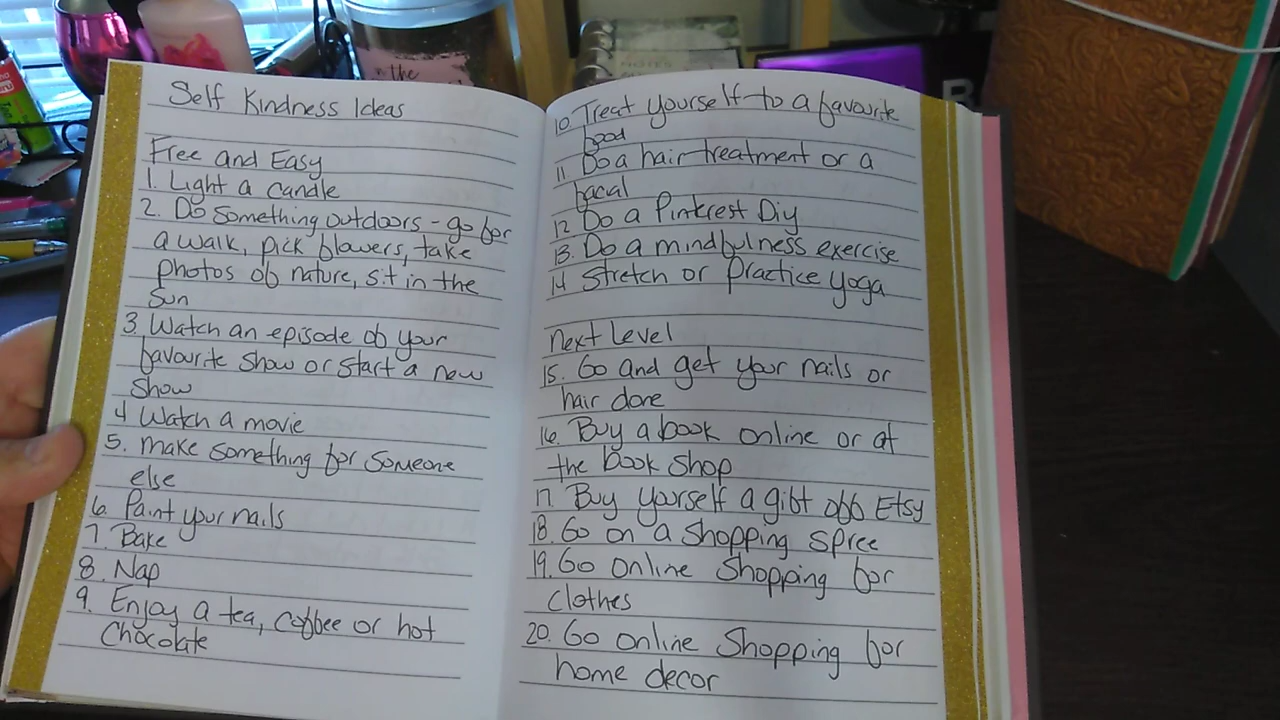 Self Kindness Ideas
Free and Easy
1. Light a candle
2. Do something outdoors - go for
a walk, pick flowers, take
photos of nature, sit in the
Sun
3. Watch an episode of your
favourite show or start a new
Show
4 Watch a movie
5. make something for someone
else
6. Paint your nails
7. Bake
8. Nap
9. Enjoy a tea, coffee or hot
Chocolate
10. Treat yourself to a favourite
food
11 Do a hair treatment or a
facial
12 Do a Pintrest Diy
13. Do a mindfulness exercise
14 Stretch or practice yoga
next Level
15. Go and get your nails or
hair done
16. Buy a book online or at
the book shop
17 Buy yourself a gift off Etsy
18. Go on a shopping spree
19. Go online Shopping for
Clothes
20. Go online Shopping for
home decor
the
NOTES
B